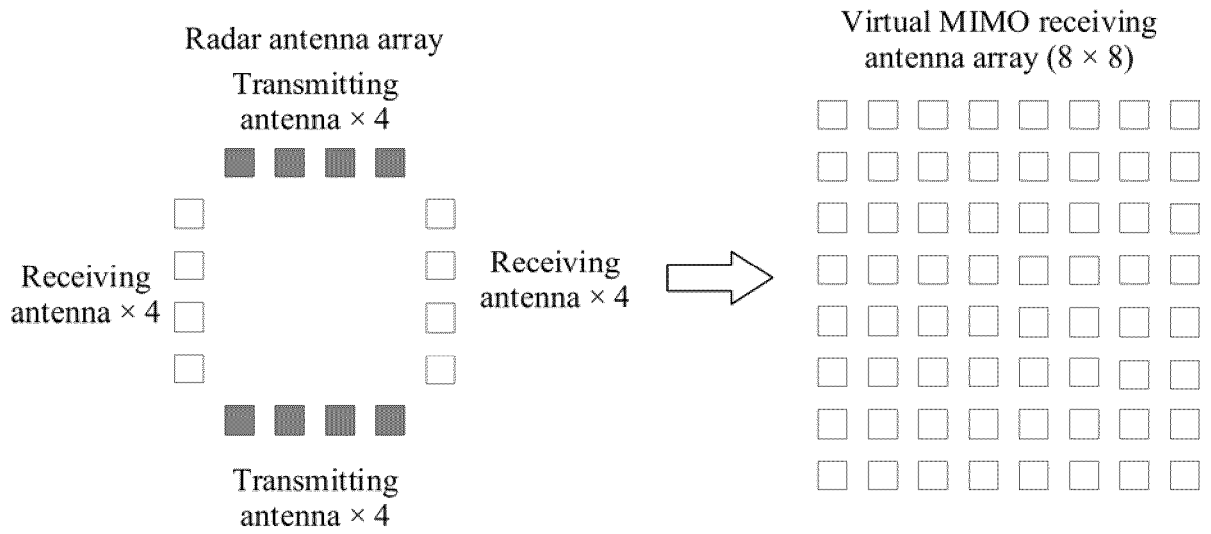 Radar antenna array
Transmitting
antenna × 4
Receiving
antenna × 4
Receiving
antenna × 4
Transmitting
antenna × 4
Virtual MIMO receiving
antenna array (8 × 8)